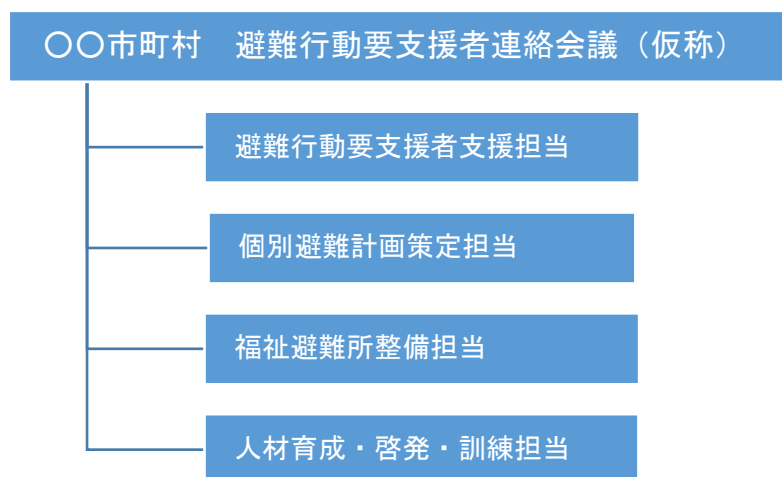 〇〇市町村　避難行動要支援者連絡会議（仮称）
避難行動要支援者支援担当
個別避難計画策定担当
福祉避難所整備担当
人材育成・啓発・訓練担当